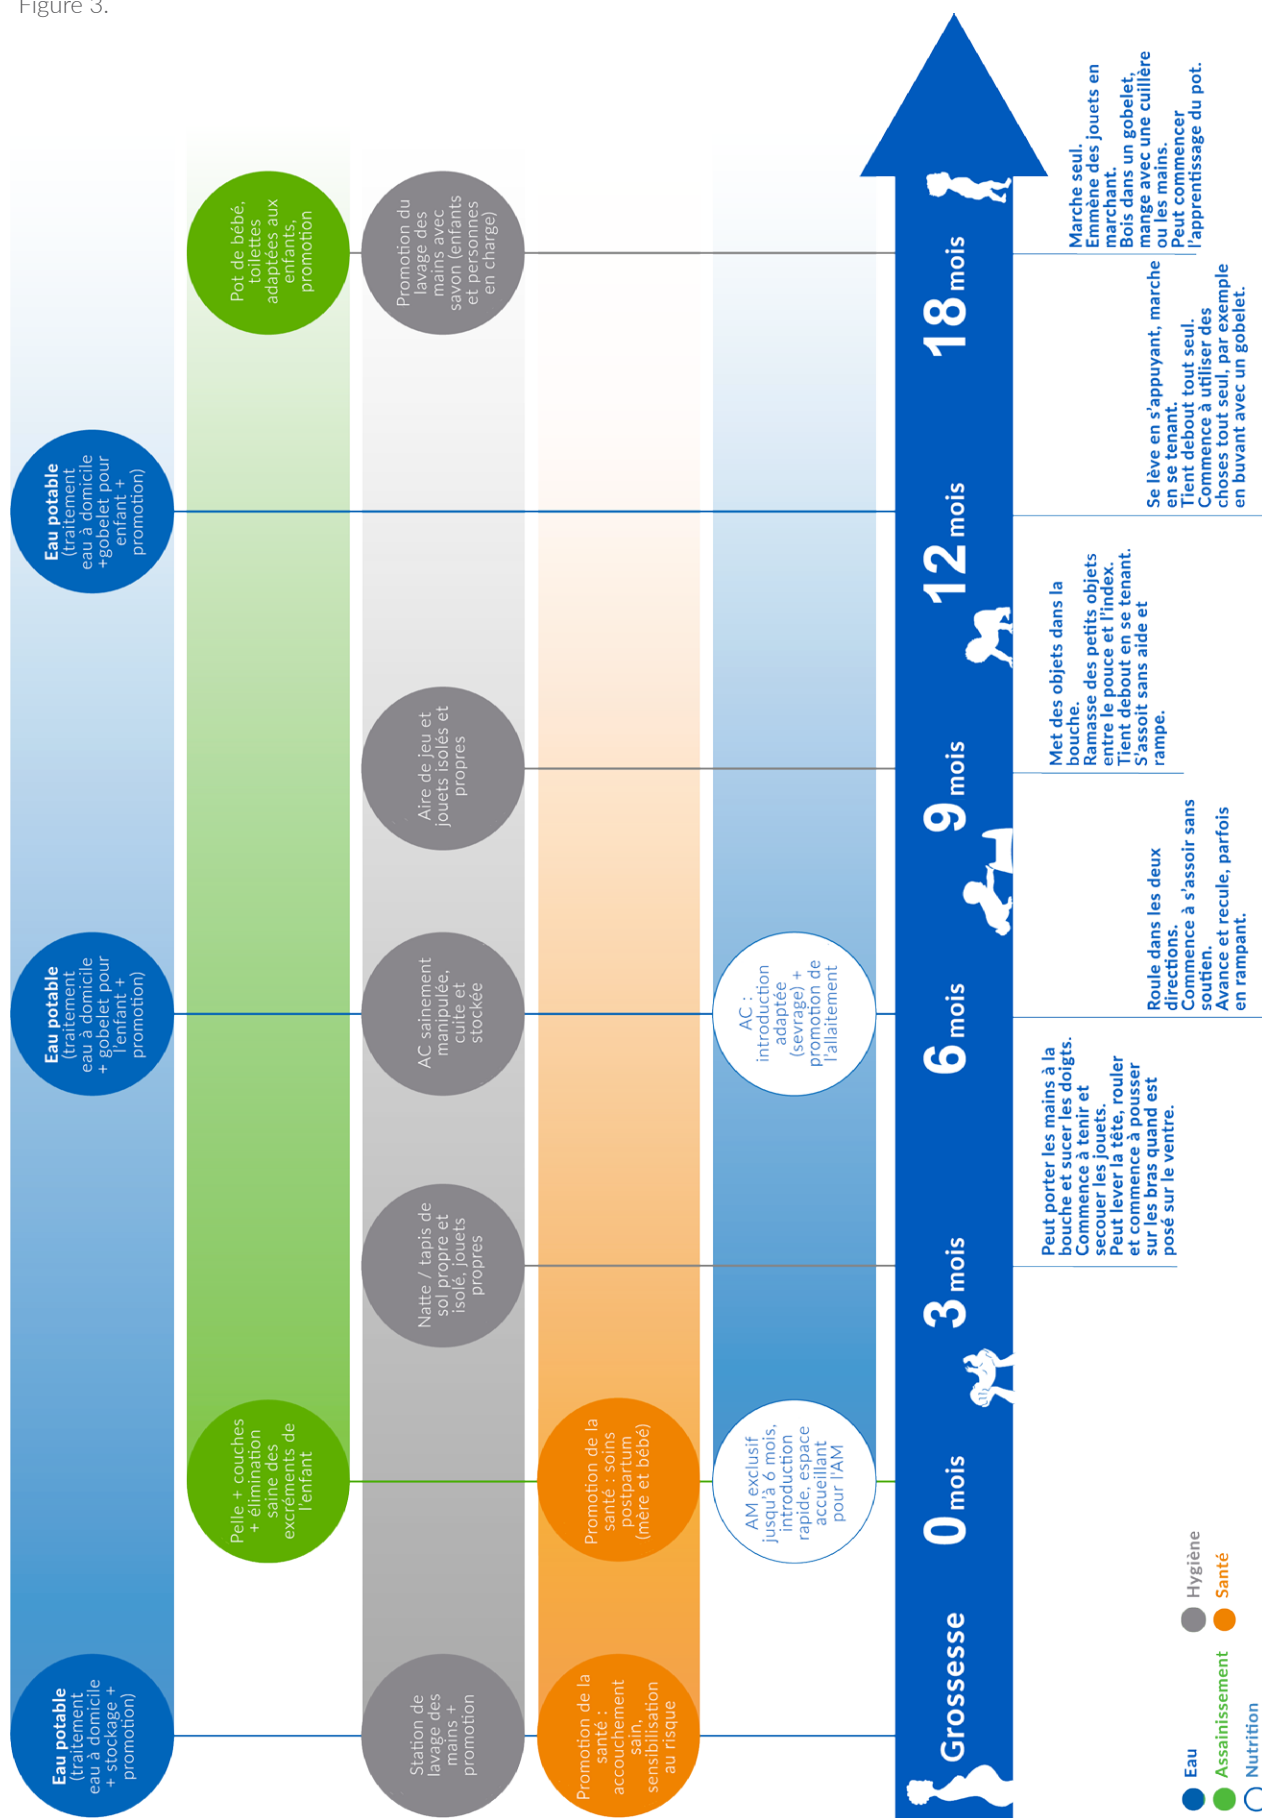 Figure 3.
Eau potable
(traitement
eau à domicile
+ stockage +
promotion)
Eau potable
(traitement
eau à domicile
+ gobelet pour
l'enfant +
promotion)
Eau potable
(traitement
eau à domicile
+gobelet pour
enfant +
promotion)
Pelle + couches
+ élimination
saine des
excréments de
l'enfant
Pot de bébé,
toilettes
adaptées aux
enfants,
promotion
Station de
lavage des
mains +
promotion
Natte / tapis de
sol propre et
isolé, jouets
propres
AC sainement
manipulée,
cuite et
stockée
Aire de jeu et
jouets isolés et
propres
Promotion du
lavage des
mains avec
savon (enfants
et personnes
en charge)
Promotion de la
santé :
accouchement
sain,
sensibilisation
au risque
Promotion de la
santé : soins
postpartum
(mère et bébé)
AM exclusif
jusqu'à 6 mois,
introduction
rapide, espace
accueillant
pour l'AM
AC :
introduction
adaptée
(sevrage) +
promotion de
l'allaitement
Grossesse
0 mois
3 mois
6 mois
9 mois
12 mois
18 mois
Peut porter les mains à la
bouche et sucer les doigts.
Commence à tenir et
secouer les jouets.
Peut lever la tête, rouler
et commence à pousser
sur les bras quand est
posé sur le ventre.
Roule dans les deux
directions.
Commence à s'assoir sans
soutien.
Avance et recule, parfois
en rampant.
Met des objets dans la
bouche.
Ramasse des petits objets
entre le pouce et l'index.
Tient debout en se tenant.
S'assoit sans aide et
rampe.
Se lève en s'appuyant, marche
en se tenant.
Tient debout tout seul.
Commence à utiliser des
choses tout seul, par exemple
en buvant avec un gobelet.
Marche seul.
Emmène des jouets en
marchant.
Bois dans un gobelet,
mange avec une cuillère
ou les mains.
Peut commencer
l'apprentissage du pot.
Eau
Hygiène
Assainissement
Santé
Nutrition